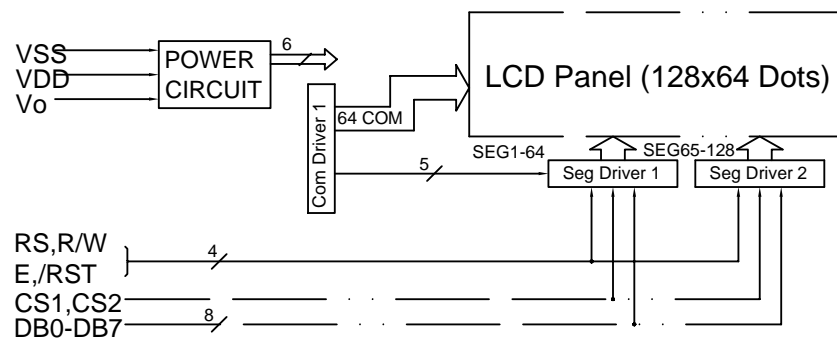 VSS
VDD
Vo
POWER
CIRCUIT
6
Com Driver 1
64 COM
LCD Panel (128x64 Dots)
SEG1-64
SEG65-128
5
Seg Driver 1
Seg Driver 2
RS,R/W
E,/RST
4
CS1,CS2
DB0-DB7
8